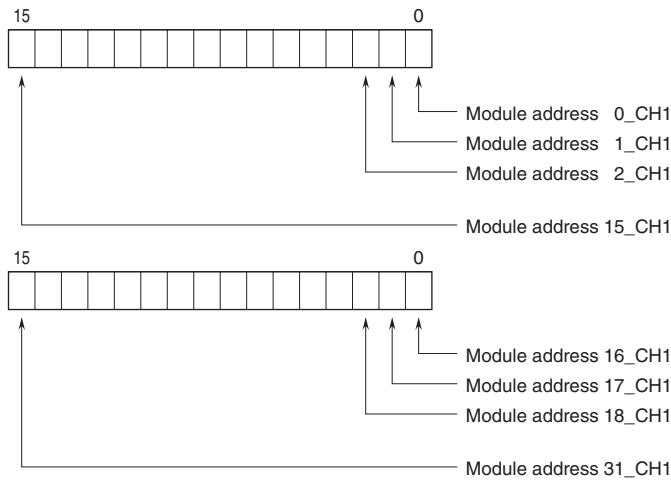 15 0
Module address 0_CH1
Module address 1_CH1
Module address 2_CH1
Module address 15_CH1
15 0
Module address 16_CH1
Module address 17_CH1
Module address 18_CH1
Module address 31_CH1